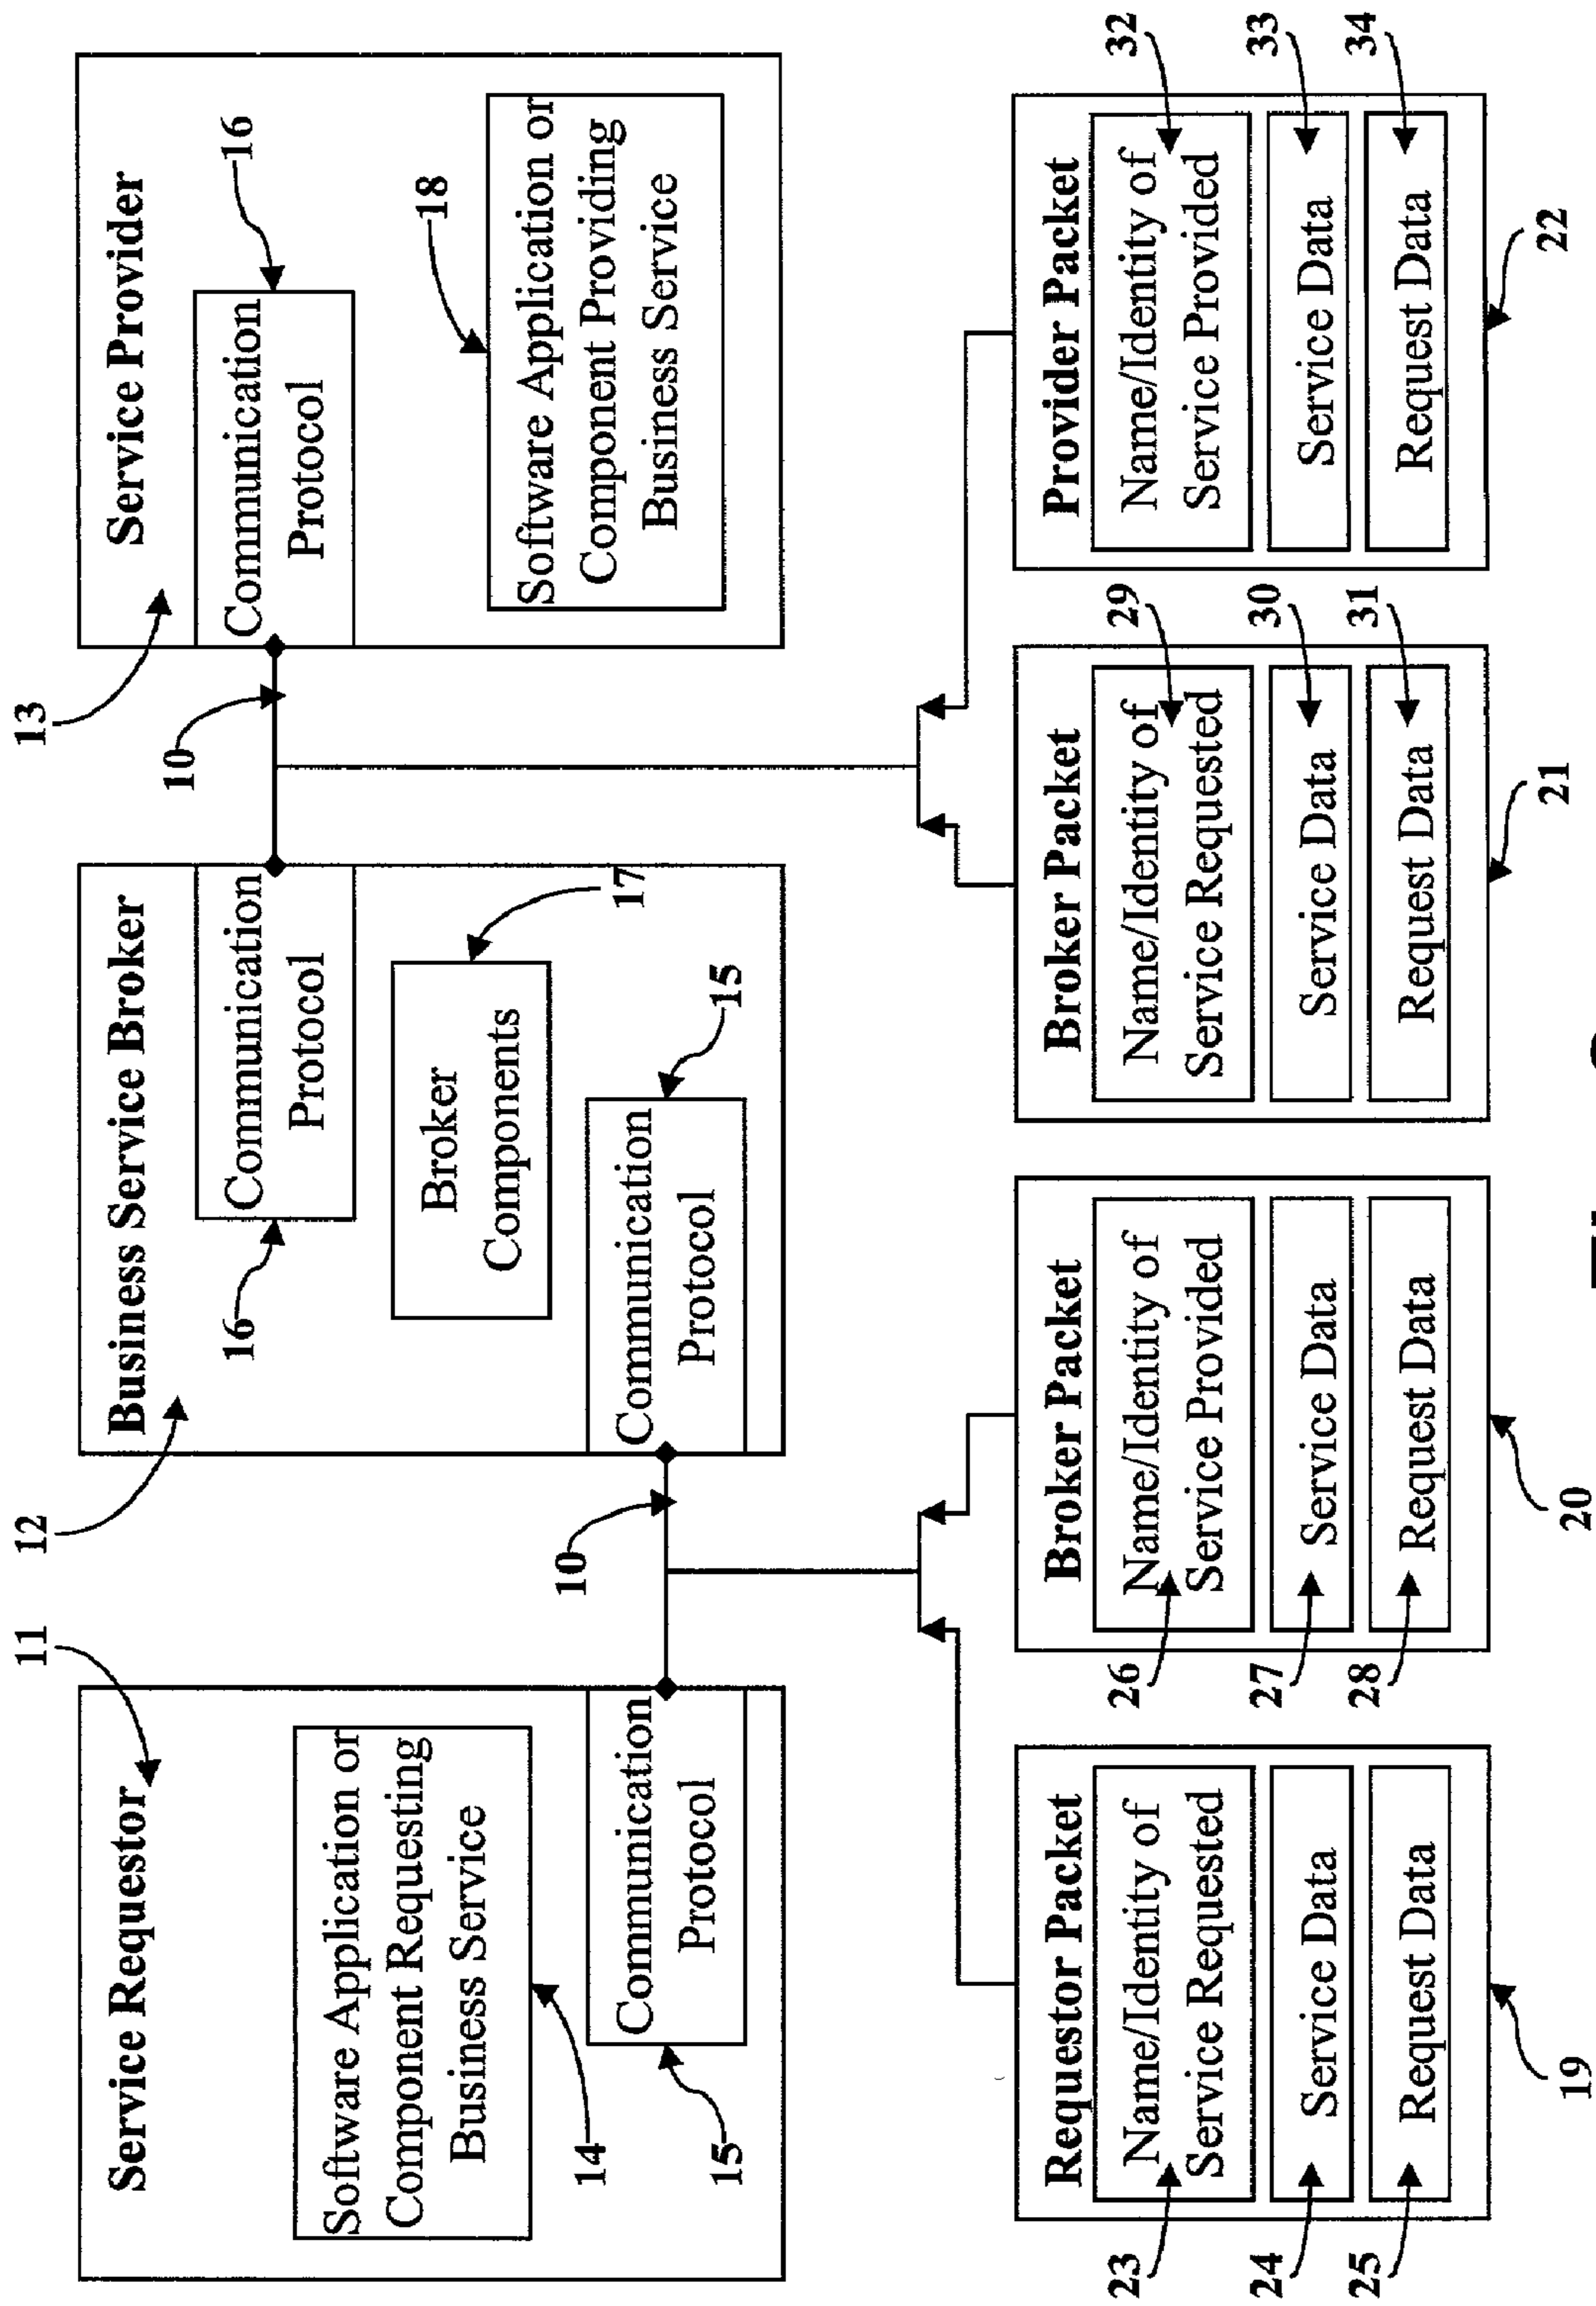 11
Service Requestor
Software Application or
Component Requesting
Business Service
14
Communication
Protocol
15
10
12
Business Service Broker
16
Communication
Protocol
Broker
Components
17
Communication
Protocol
15
10
13
Service Provider
Communication
Protocol
16
18
Software Application or
Component Providing
Business Service
Requestor Packet
Name/Identity of
Service Requested
Service Data
Request Data
23
24
25
19
Broker Packet
Name/Identity of
Service Provided
Service Data
Request Data
26
27
28
20
Broker Packet
Name/Identity of
Service Requested
Service Data
Request Data
29
30
31
21
Provider Packet
Name/Identity of
Service Provided
Service Data
Request Data
32
33
34
22